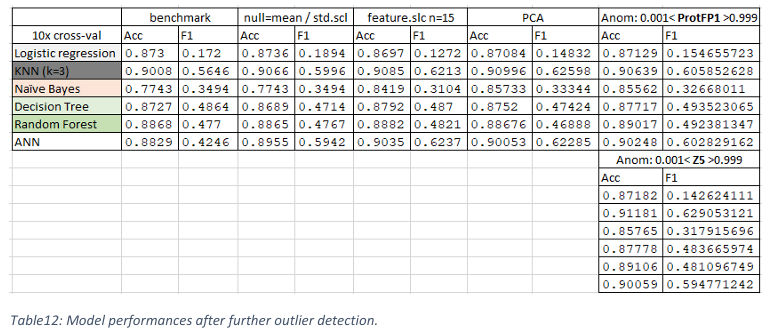 benchmark null=mean / std.scl feature.slc n=15 PCA Anom: 0.001< ProtFP1 >0.999
10x cross-val Acc F1 Acc F1 Acc F1 Acc F1 Acc F1
Logistic regression 0.873 0.172 0.8736 0.1894 0.8697 0.1272 0.87084 0.14832 0.87129 0.154655723
KNN (k=3) 0.9008 0.5646 0.9066 0.5996 0.9085 0.6213 0.90996 0.62598 0.90639 0.605852628
Naïve Bayes 0.7743 0.3494 0.7743 0.3494 0.8419 0.3104 0.85733 0.33344 0.85562 0.32668011
Decision Tree 0.8727 0.4864 0.8689 0.4714 0.8792 0.487 0.8752 0.47424 0.87717 0.493523065
Random Forest 0.8868 0.477 0.8865 0.4767 0.8882 0.4821 0.88676 0.46888 0.89017 0.492381347
ANN 0.8829 0.4246 0.8955 0.5942 0.9035 0.6237 0.90053 0.62285 0.90248 0.602829162
Anom: 0.001< Z5 >0.999
Acc F1
0.87182 0.142624111
0.91181 0.629053121
0.85765 0.317915696
0.87778 0.483665974
0.89106 0.481096749
0.90059 0.594771242
Table12: Model performances after further outlier detection.